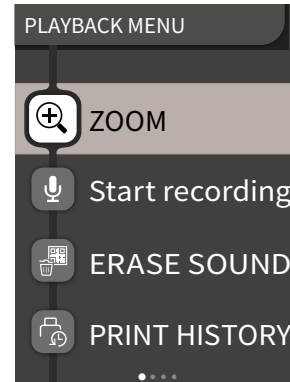 PLAYBACK MENU
ZOOM
Start recording
ERASE SOUND
PRINT HISTORY